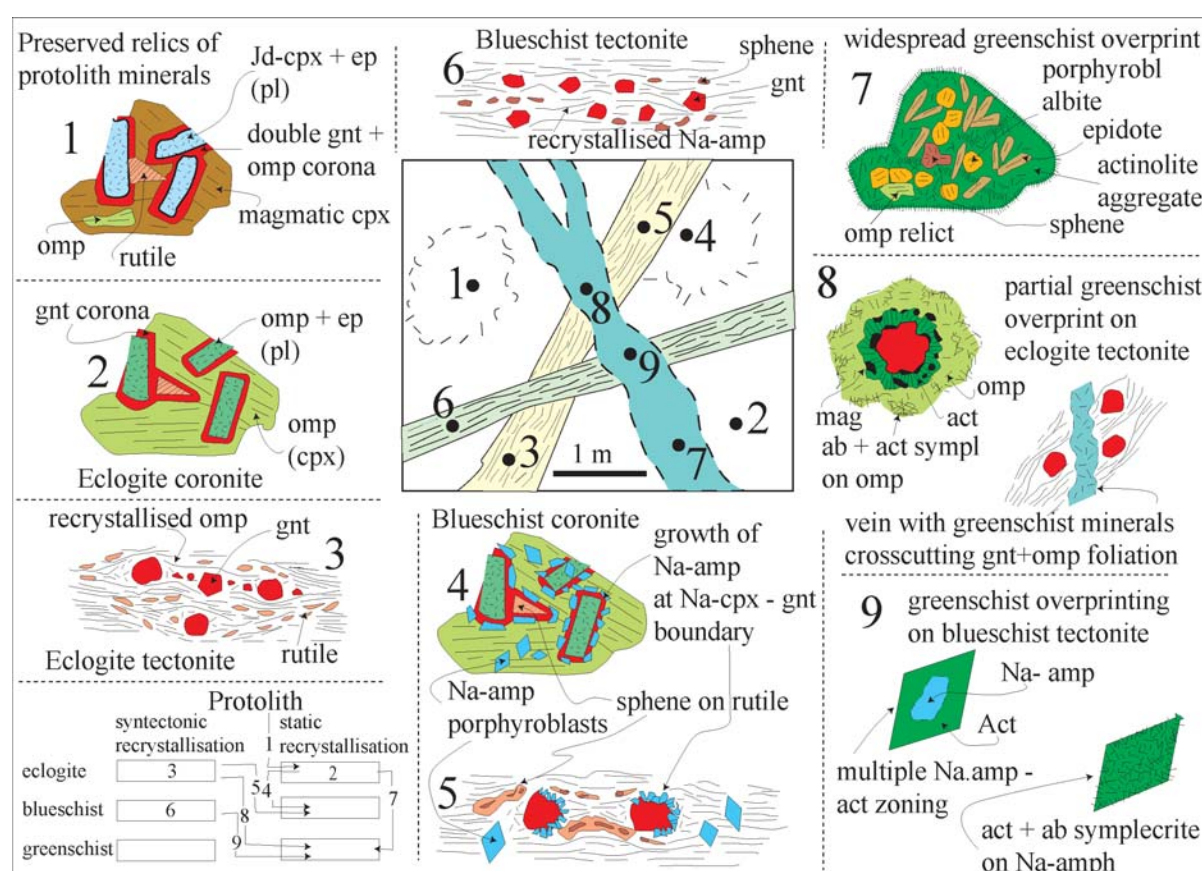 Preserved relics of
protolith minerals
1
Jd-cpx + ep
(pl)
double gnt +
omp corona
magmatic cpx
omp
rutile
gnt corona
2
omp + ep
(pl)
omp
(cpx)
Eclogite coronite
recrystallised omp
gnt
3
rutile
Eclogite tectonite
Protolith
syntectonic
recrystallisation
static
recrystallisation
1
eclogite
3
2
blueschist
6
54
7
8
greenschist
9
Blueschist tectonite
6
sphene
gnt
recrystallised Na-amp
1
5
4
8
9
6
2
3
7
1 m
Blueschist coronite
4
growth of
Na-amp
at Na-cpx - gnt
boundary
Na-amp
porphyroblasts
sphene on rutile
5
widespread greenschist overprint
7
porphyrobl
albite
epidote
actinolite
aggregate
omp relict
sphene
8
partial greenschist
overprint on
eclogite tectonite
omp
mag
act
ab + act sympl
on omp
vein with greenschist minerals
crosscutting gnt+omp foliation
9
greenschist overprinting
on blueschist tectonite
Na- amp
Act
multiple Na.amp -
act zoning
act + ab symplecrite
on Na-amph